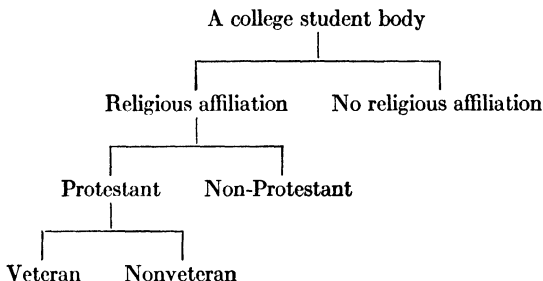 A college student body
Religious affiliation No religious affiliation
Protestant Non-Protestant
Veteran Nonveteran